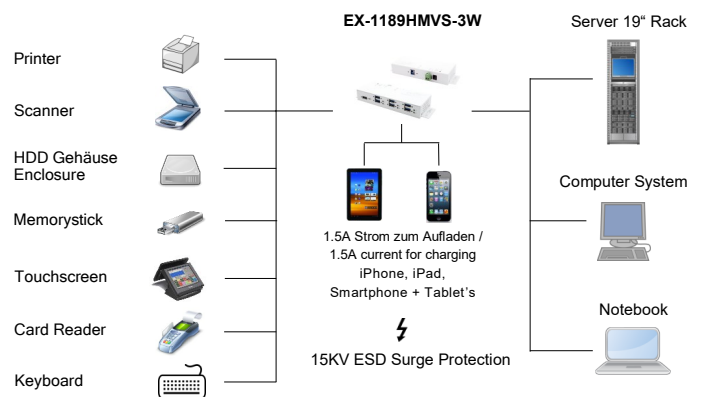 EX-1189HMVS-3W
Server 19“ Rack
Printer
Scanner
HDD Gehäuse
Enclosure
Memorystick
Touchscreen
Card Reader
Keyboard
1.5A Strom zum Aufladen /
1.5A current for charging
iPhone, iPad,
Smartphone + Tablet's
15KV ESD Surge Protection
Computer System
Notebook